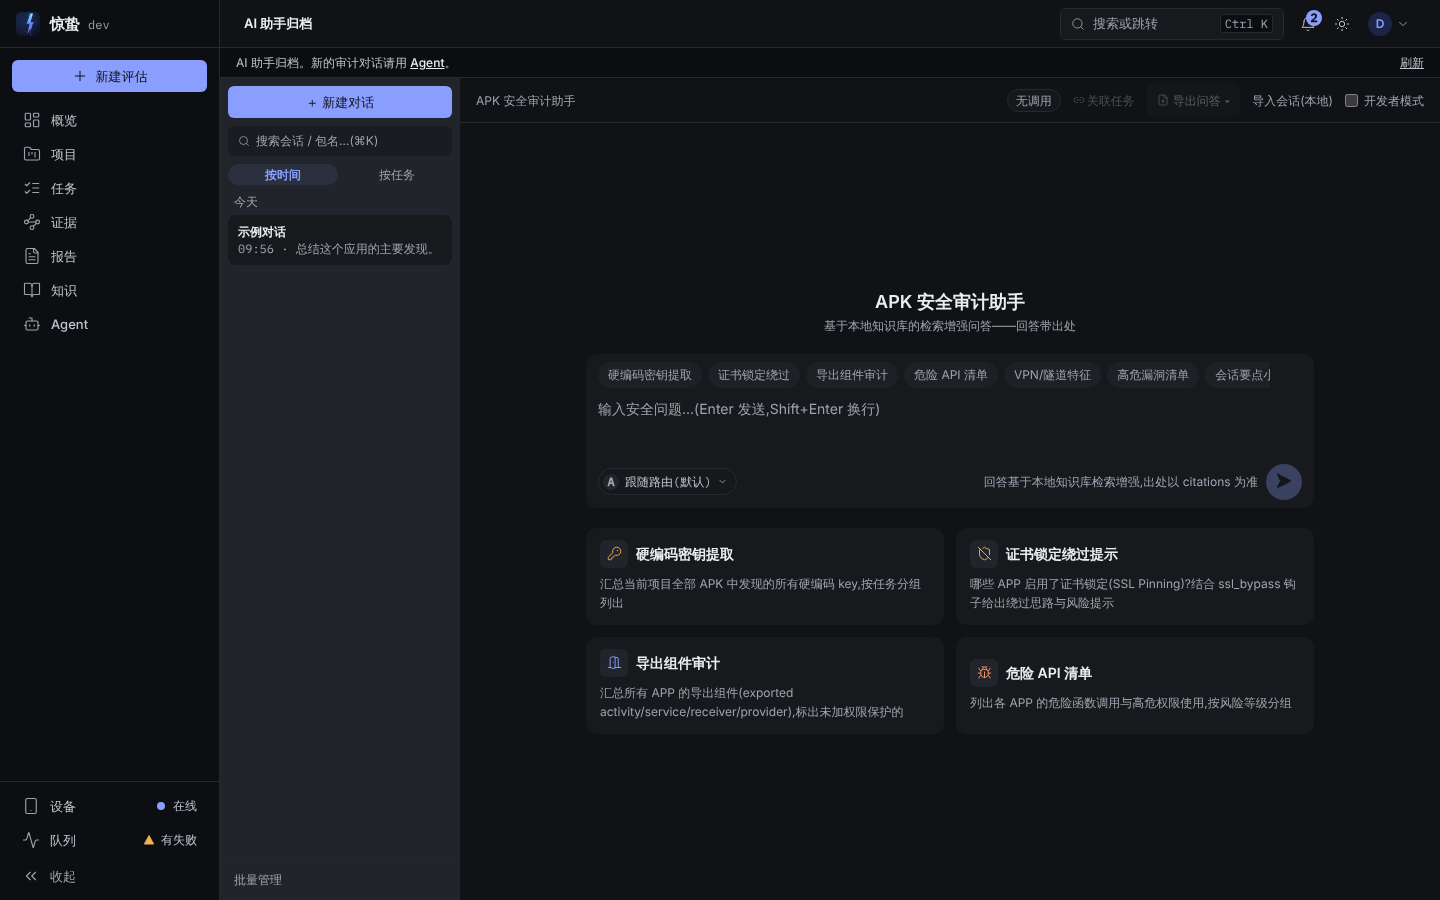 惊蛰 dev
新建评估
概览
项目
任务
证据
报告
知识
Agent
设备 在线
队列 有失败
收起
AI 助手归档
搜索或跳转 Ctrl K
2
D
AI 助手归档。新的审计对话请用 Agent。
刷新
+ 新建对话
搜索会话 / 包名...(⌘K)
按时间 按任务
今天
示例对话
09:56 · 总结这个应用的主要发现。
批量管理
APK 安全审计助手
无调用 关联任务 导出问答 导入会话(本地) 开发者模式
APK 安全审计助手
基于本地知识库的检索增强问答——回答带出处
硬编码密钥提取 证书锁定绕过 导出组件审计 危险 API 清单 VPN/隧道特征 高危漏洞清单 会话要点
输入安全问题...(Enter 发送,Shift+Enter 换行)
A 跟随路由(默认)
回答基于本地知识库检索增强,出处以 citations 为准
硬编码密钥提取
汇总当前项目全部 APK 中发现的所有硬编码 key,按任务分组
列出
证书锁定绕过提示
哪些 APP 启用了证书锁定(SSL Pinning)?结合 ssl_bypass 钩
子给出绕过思路与风险提示
导出组件审计
汇总所有 APP 的导出组件(exported
activity/service/receiver/provider),标出未加权限保护的
危险 API 清单
列出各 APP 的危险函数调用与高危权限使用,按风险等级分组